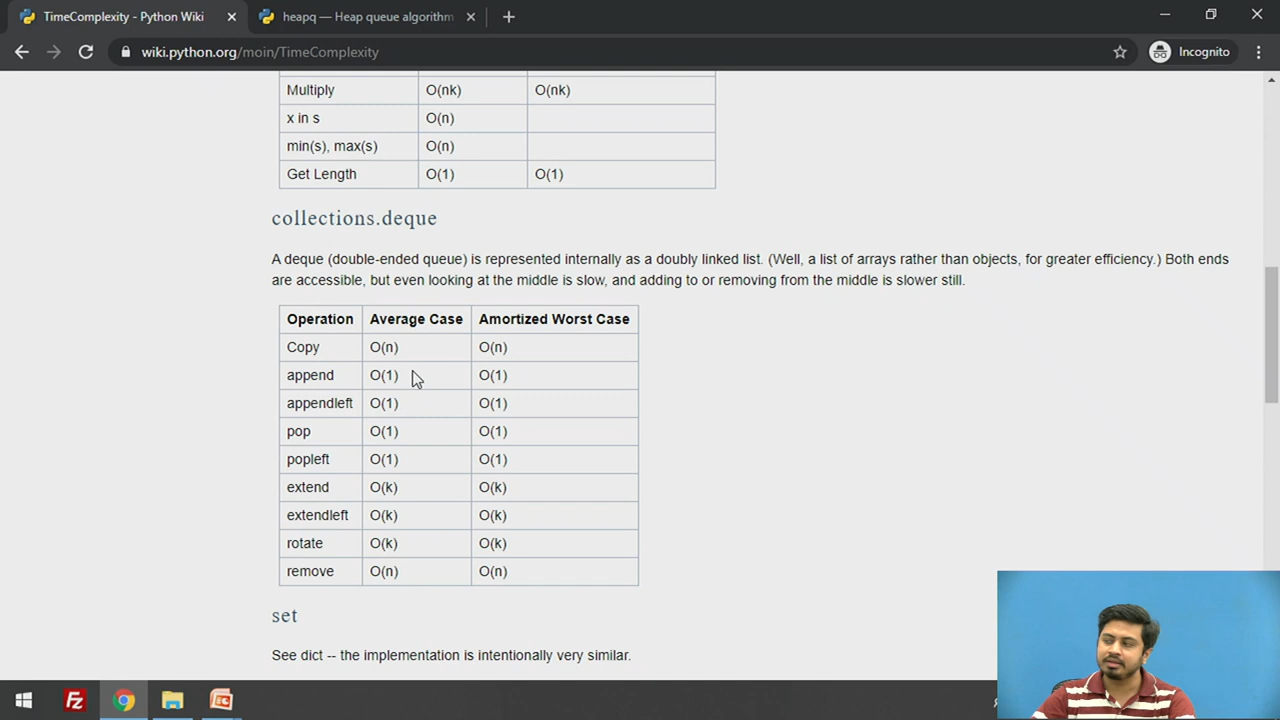 TimeComplexity - Python Wiki
heapq — Heap queue algorithm
wiki.python.org/moin/TimeComplexity
Incognito
Multiply O(nk) O(nk)
x in s O(n)
min(s), max(s) O(n)
Get Length O(1) O(1)
collections.deque
A deque (double-ended queue) is represented internally as a doubly linked list. (Well, a list of arrays rather than objects, for greater efficiency.) Both ends
are accessible, but even looking at the middle is slow, and adding to or removing from the middle is slower still.
Operation Average Case Amortized Worst Case
Copy O(n) O(n)
append O(1) O(1)
appendleft O(1) O(1)
pop O(1) O(1)
popleft O(1) O(1)
extend O(k) O(k)
extendleft O(k) O(k)
rotate O(k) O(k)
remove O(n) O(n)
set
See dict -- the implementation is intentionally very similar.
Fz